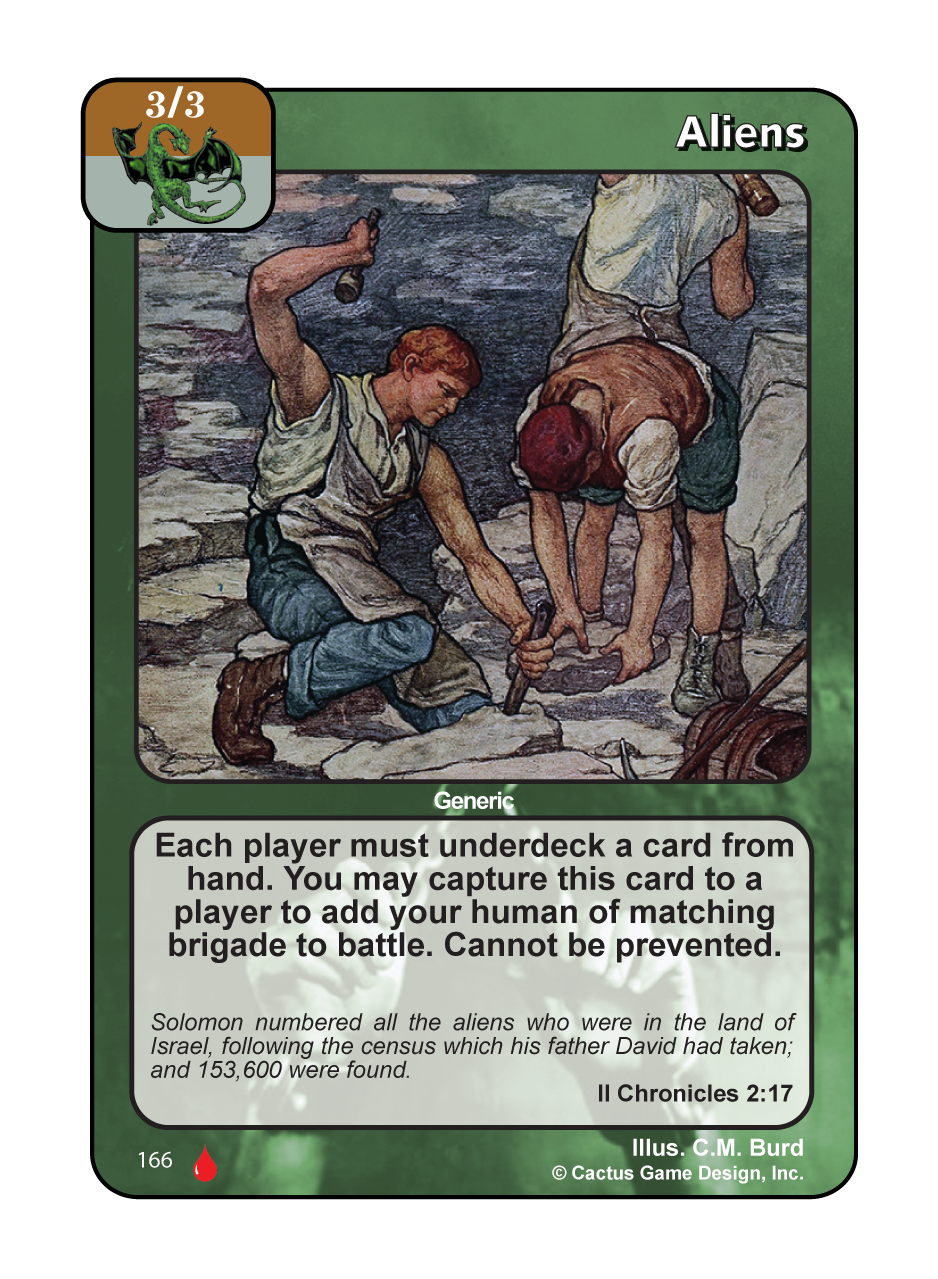 3/3
Aliens
Generic
Each player must underdeck a card from
hand. You may capture this card to a
player to add your human of matching
brigade to battle. Cannot be prevented.
Solomon numbered all the aliens who were in the land of
Israel, following the census which his father David had taken;
and 153,600 were found.
II Chronicles 2:17
166
Illus. C.M. Burd
© Cactus Game Design, Inc.